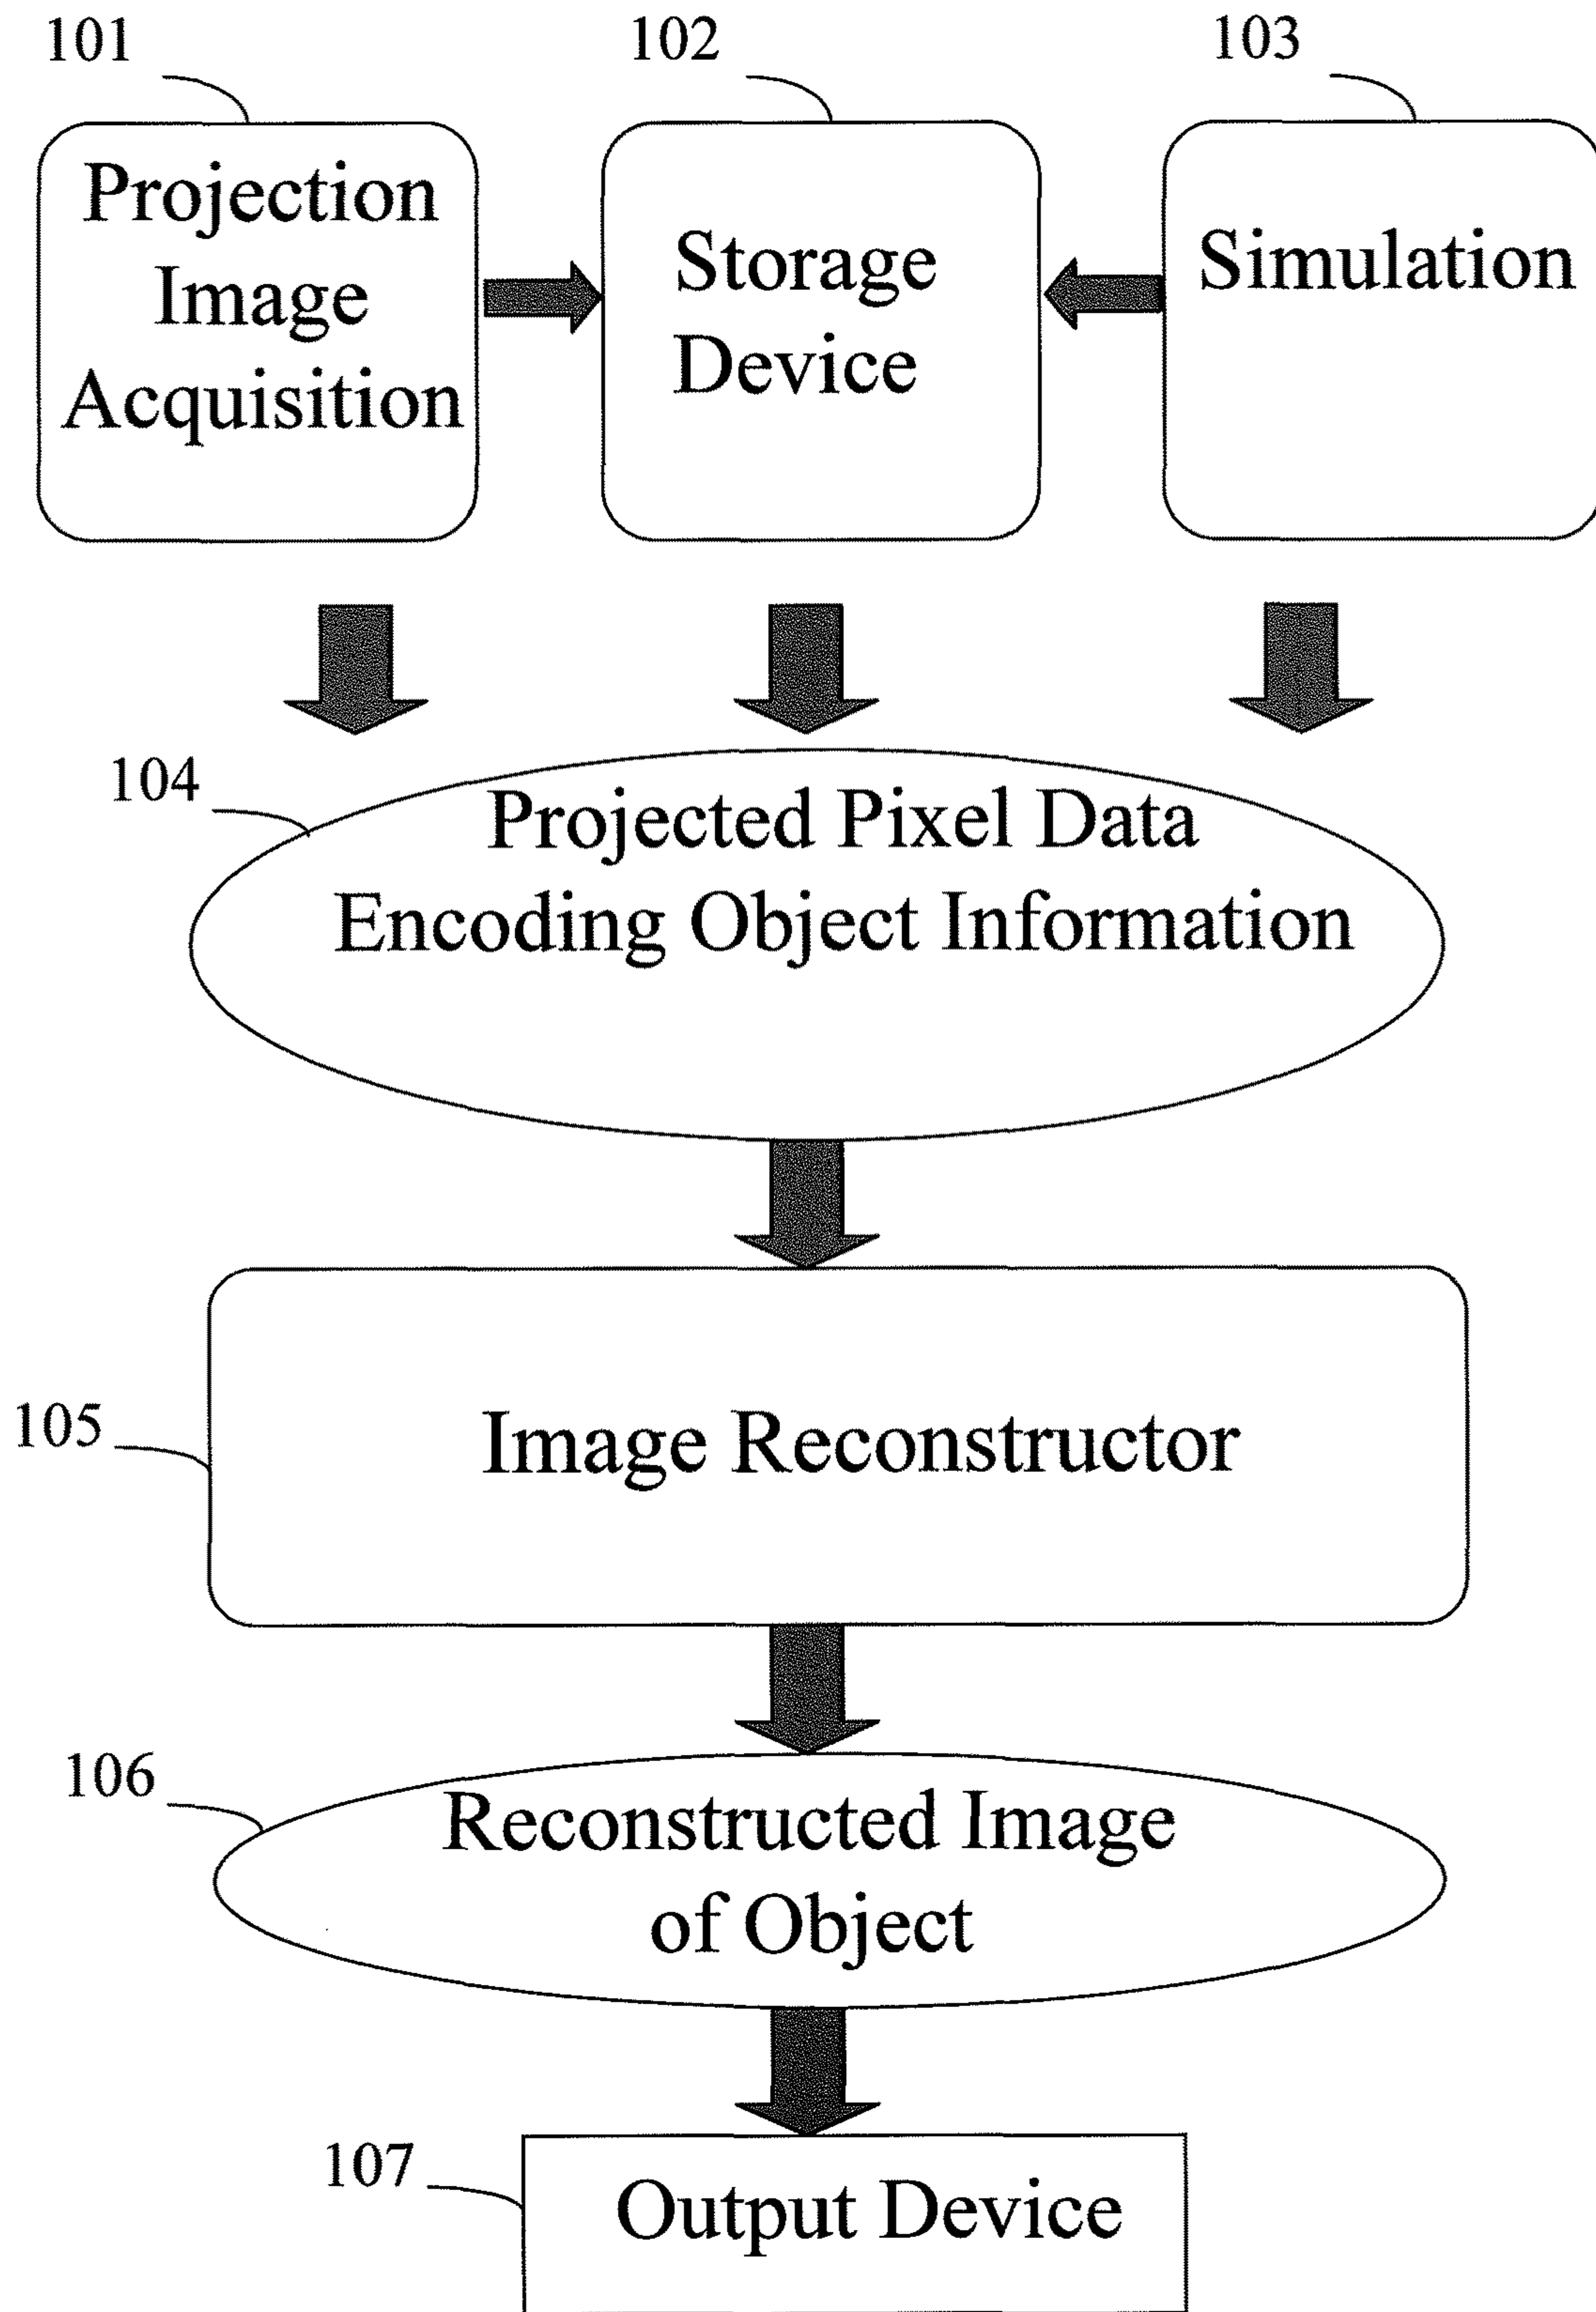 101
102
103
Projection
Image
Acquisition
Storage
Device
Simulation
104
Projected Pixel Data
Encoding Object Information
105
Image Reconstructor
106
Reconstructed Image
of Object
107
Output Device